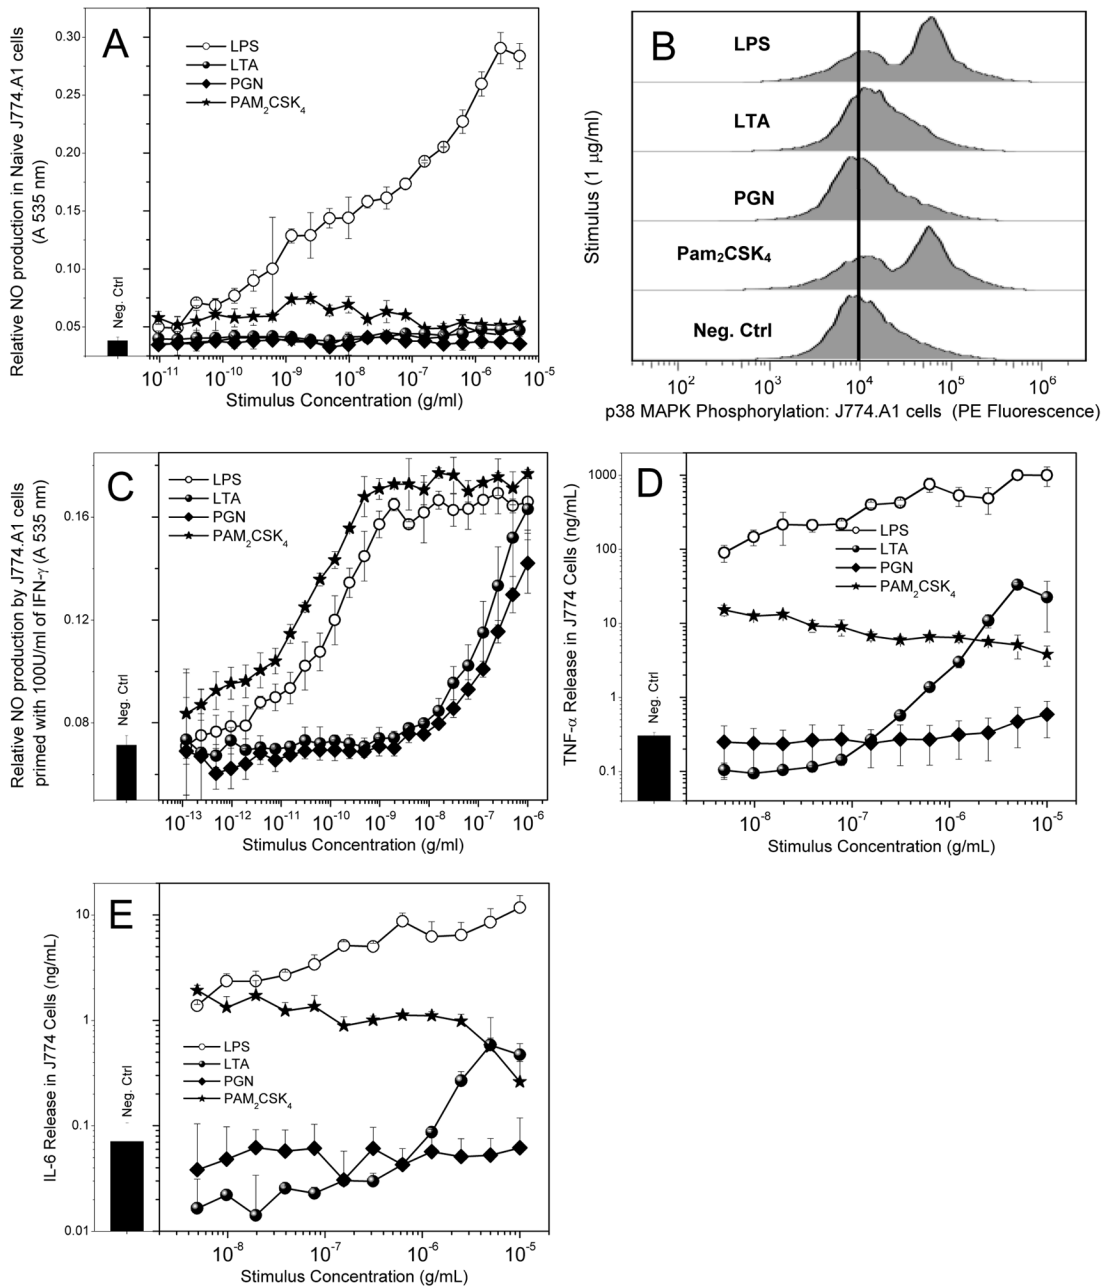 A
Relative NO production in Naive J774.A1 cells
(A 535 nm)
0.30
0.25
0.20
0.15
0.10
0.05
Neg. Ctrl
LPS
LTA
PGN
PAM₂CSK₄
10⁻¹¹ 10⁻¹⁰ 10⁻⁹ 10⁻⁸ 10⁻⁷ 10⁻⁶ 10⁻⁵
Stimulus Concentration (g/ml)
B
Stimulus (1 μg/ml)
LPS
LTA
PGN
Pam₂CSK₄
Neg. Ctrl
10² 10³ 10⁴ 10⁵ 10⁶
p38 MAPK Phosphorylation: J774.A1 cells (PE Fluorescence)
C
Relative NO production by J774.A1 cells
primed with 100U/ml of IFN-γ (A 535 nm)
0.16
0.12
0.08
Neg. Ctrl
LPS
LTA
PGN
PAM₂CSK₄
10⁻¹³ 10⁻¹² 10⁻¹¹ 10⁻¹⁰ 10⁻⁹ 10⁻⁸ 10⁻⁷ 10⁻⁶
Stimulus Concentration (g/ml)
D
TNF-α Release in J774 Cells (ng/mL)
1000
100
10
1
0.1
Neg. Ctrl
LPS
LTA
PGN
PAM₂CSK₄
10⁻⁸ 10⁻⁷ 10⁻⁶ 10⁻⁵
Stimulus Concentration (g/mL)
E
IL-6 Release in J774 Cells (ng/mL)
10
1
0.1
0.01
Neg. Ctrl
LPS
LTA
PGN
PAM₂CSK₄
10⁻⁸ 10⁻⁷ 10⁻⁶ 10⁻⁵
Stimulus Concentration (g/mL)